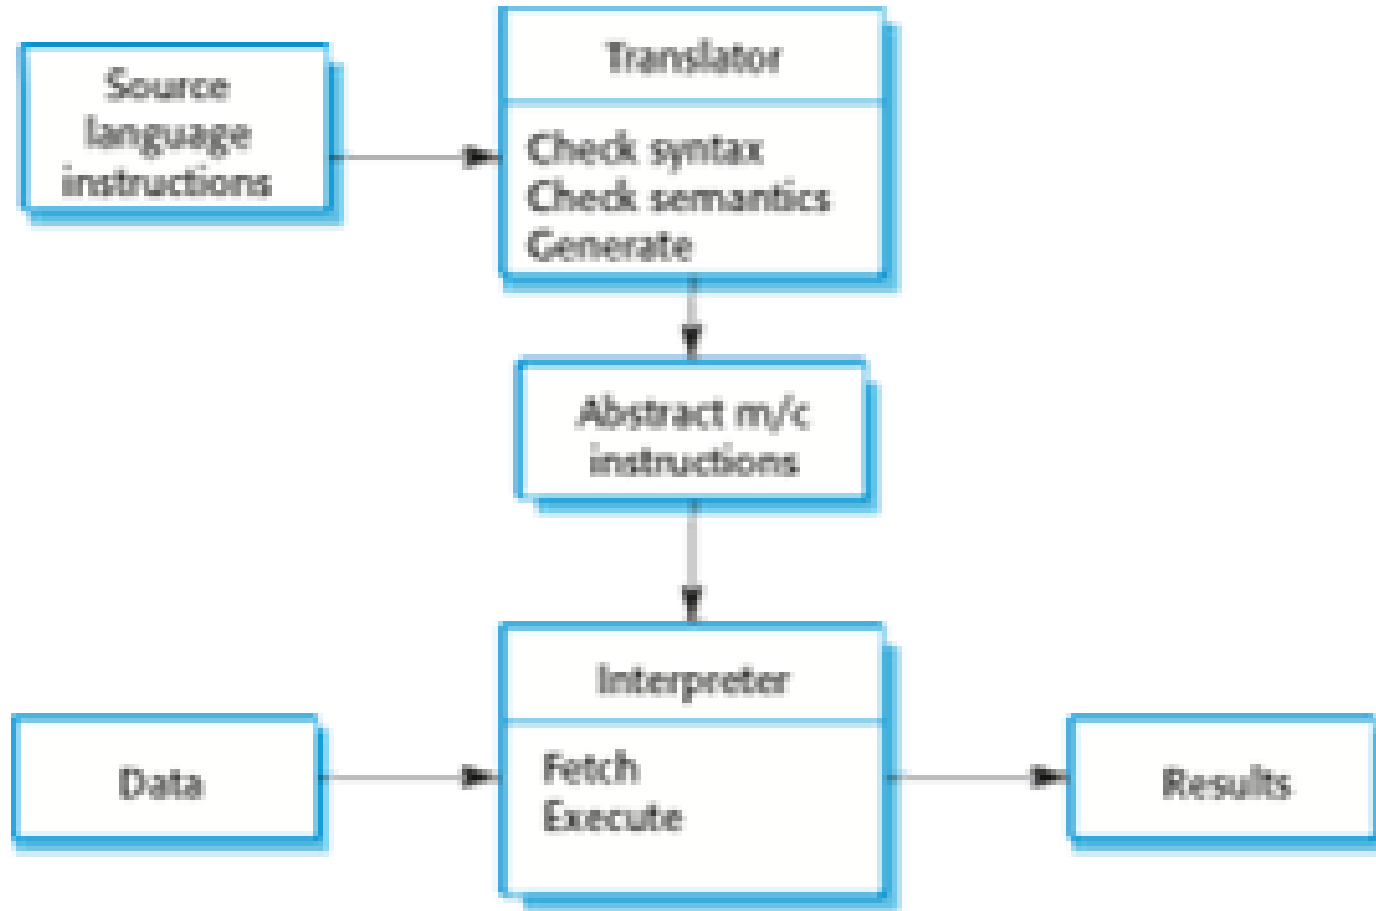 Source
language
instructions
Translator
Check syntax
Check semantics
Generate
Abstract m/c
instructions
Interpreter
Fetch
Execute
Data
Results